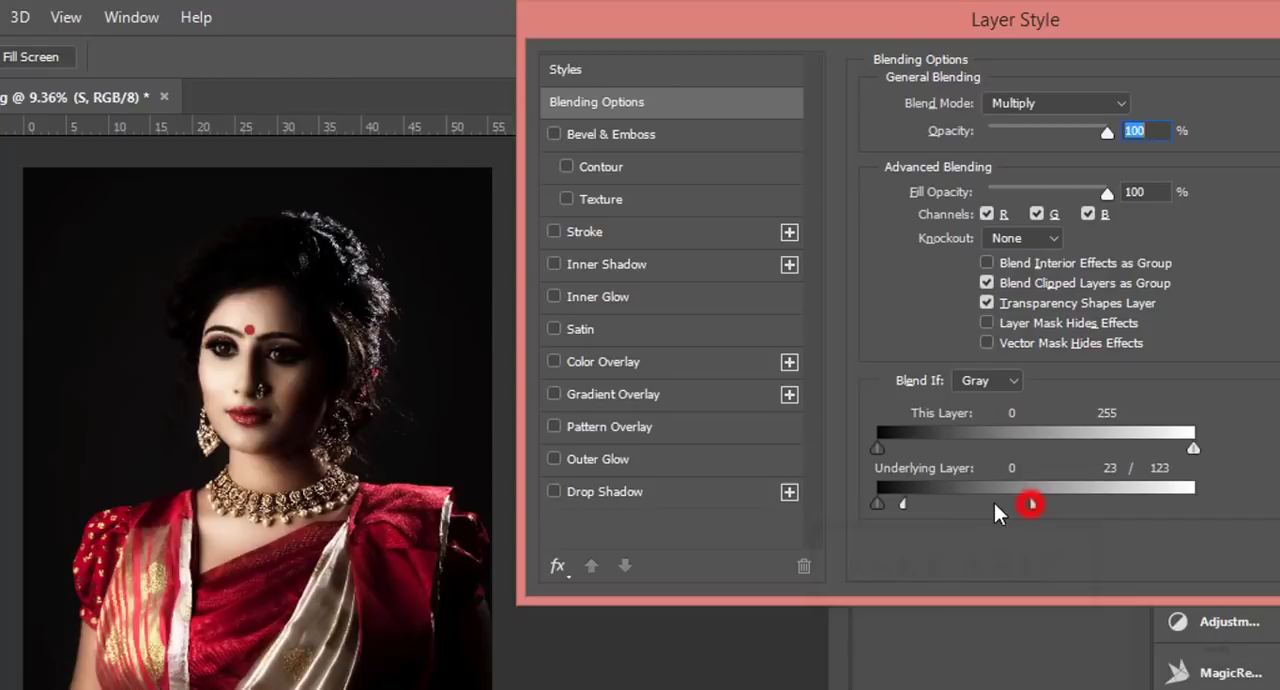 3D View Window Help
Layer Style
Fill Screen
g @ 9.36% (S, RGB/8) * ×
0 5 10 15 20 25 30 35 40 45 50 55
Styles
Blending Options
Bevel & Emboss
Contour
Texture
Stroke
Inner Shadow
Inner Glow
Satin
Color Overlay
Gradient Overlay
Pattern Overlay
Outer Glow
Drop Shadow
fx
Blending Options
General Blending
Blend Mode: Multiply
Opacity: 100 %
Advanced Blending
Fill Opacity: 100 %
Channels: R G B
Knockout: None
Blend Interior Effects as Group
Blend Clipped Layers as Group
Transparency Shapes Layer
Layer Mask Hides Effects
Vector Mask Hides Effects
Blend If: Gray
This Layer: 0 255
Underlying Layer: 0 23 / 123
Adjustm...
MagicRe...